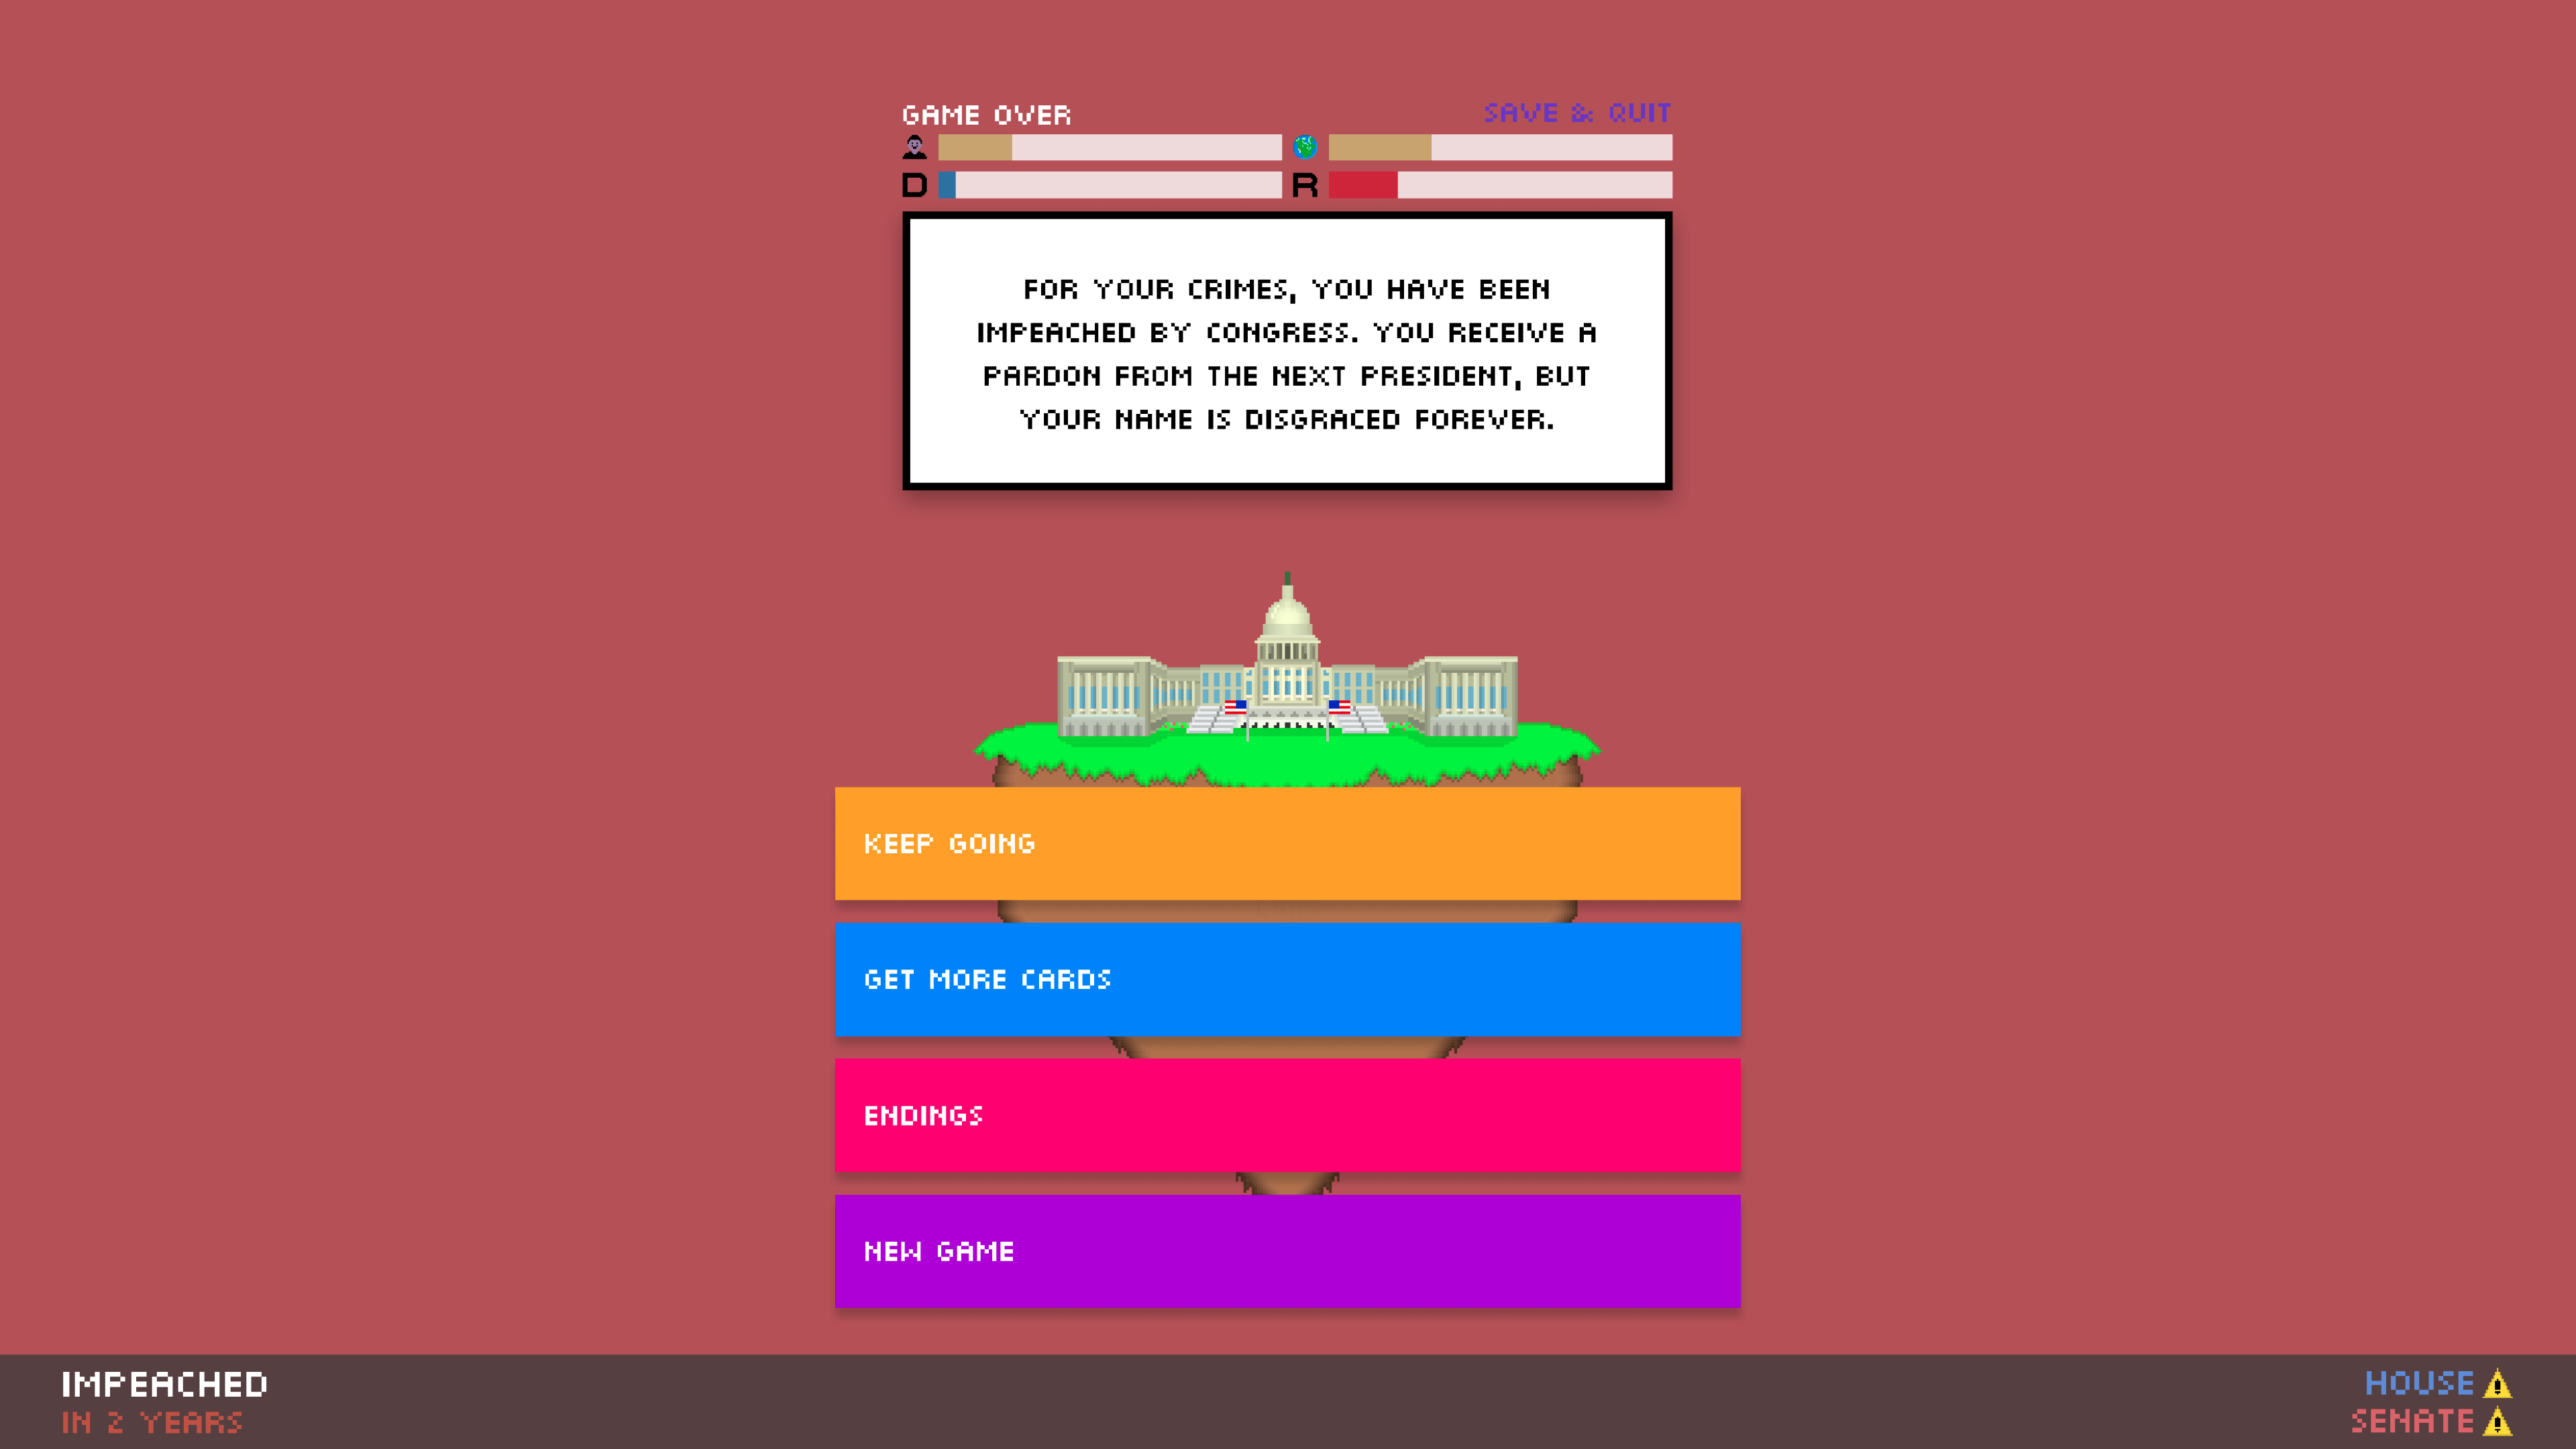 GAME OVER
SAVE & QUIT
D
R
FOR YOUR CRIMES, YOU HAVE BEEN
IMPEACHED BY CONGRESS. YOU RECEIVE A
PARDON FROM THE NEXT PRESIDENT, BUT
YOUR NAME IS DISGRACED FOREVER.
KEEP GOING
GET MORE CARDS
ENDINGS
NEW GAME
IMPEACHED
IN 2 YEARS
HOUSE
SENATE